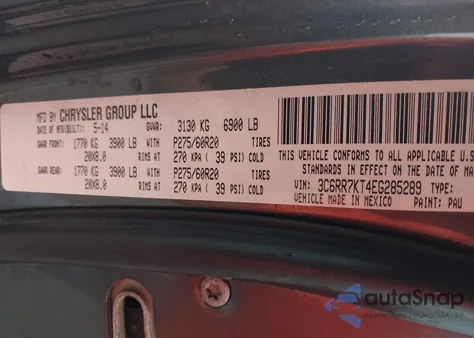 MFD BY CHRYSLER GROUP LLC
DATE OF MFD(BUILT): 5-14 GVWR: 3130 KG 6900 LB
GAWR FRONT: 1770 KG 3900 LB WITH P275/60R20 TIRES
20X8.0 RIMS AT 270 KPA ( 39 PSI) COLD
GAWR REAR: 1770 KG 3900 LB WITH P275/60R20 TIRES
20X8.0 RIMS AT 270 KPA ( 39 PSI) COLD
THIS VEHICLE CONFORMS TO ALL APPLICABLE U.S
STANDARDS IN EFFECT ON THE DATE OF MA
VIN: 3C6RR7KT4EG285289 TYPE:
VEHICLE MADE IN MEXICO PAINT: PAU
autaSnap